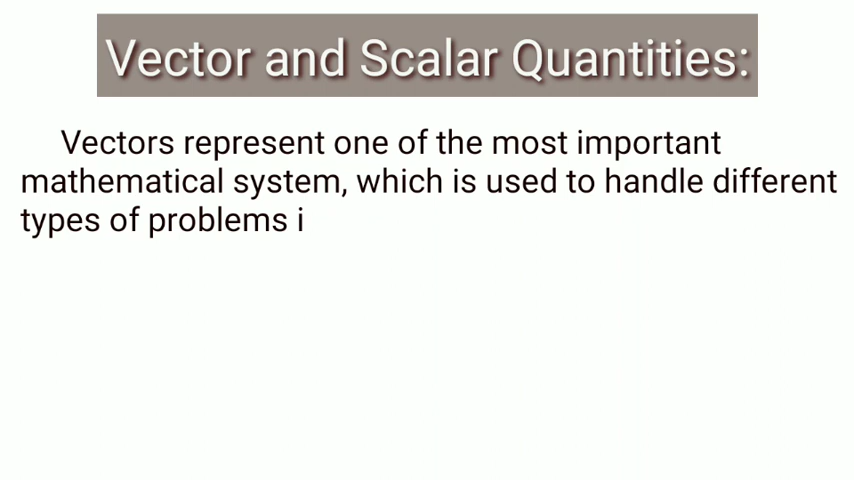 Vector and Scalar Quantities:
Vectors represent one of the most important
mathematical system, which is used to handle different
types of problems i